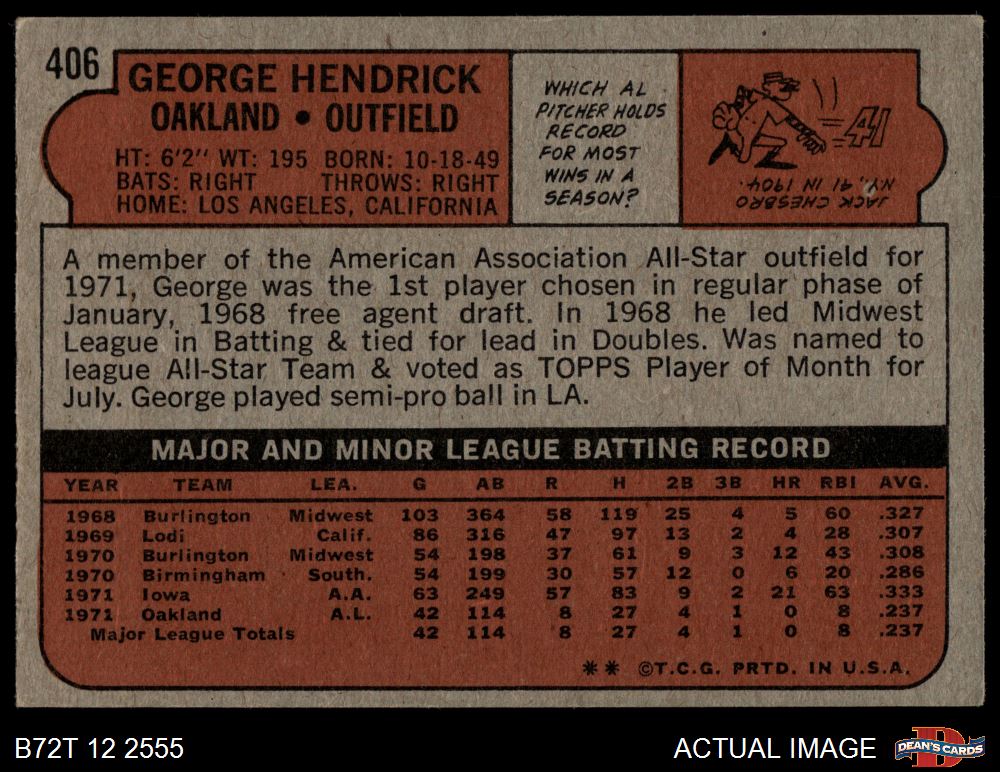 406
GEORGE HENDRICK
OAKLAND • OUTFIELD
HT: 6'2" WT: 195 BORN: 10-18-49
BATS: RIGHT THROWS: RIGHT
HOME: LOS ANGELES, CALIFORNIA
WHICH AL
PITCHER HOLDS
RECORD
FOR MOST
WINS IN A
SEASON?
41
JACK CHESBRO
N.Y., 41 IN 1904.
A member of the American Association All-Star outfield for
1971, George was the 1st player chosen in regular phase of
January, 1968 free agent draft. In 1968 he led Midwest
League in Batting & tied for lead in Doubles. Was named to
league All-Star Team & voted as TOPPS Player of Month for
July. George played semi-pro ball in LA.
MAJOR AND MINOR LEAGUE BATTING RECORD
YEAR TEAM LEA. G AB R H 2B 3B HR RBI AVG.
1968 Burlington Midwest 103 364 58 119 25 4 5 60 .327
1969 Lodi Calif. 86 316 47 97 13 2 4 28 .307
1970 Burlington Midwest 54 198 37 61 9 3 12 43 .308
1970 Birmingham South. 54 199 30 57 12 0 6 20 .286
1971 Iowa A.A. 63 249 57 83 9 2 21 63 .333
1971 Oakland A.L. 42 114 8 27 4 1 0 8 .237
Major League Totals 42 114 8 27 4 1 0 8 .237
** ©T.C.G. PRTD. IN U.S.A.
B72T 12 2555
ACTUAL IMAGE
DEAN'S CARDS